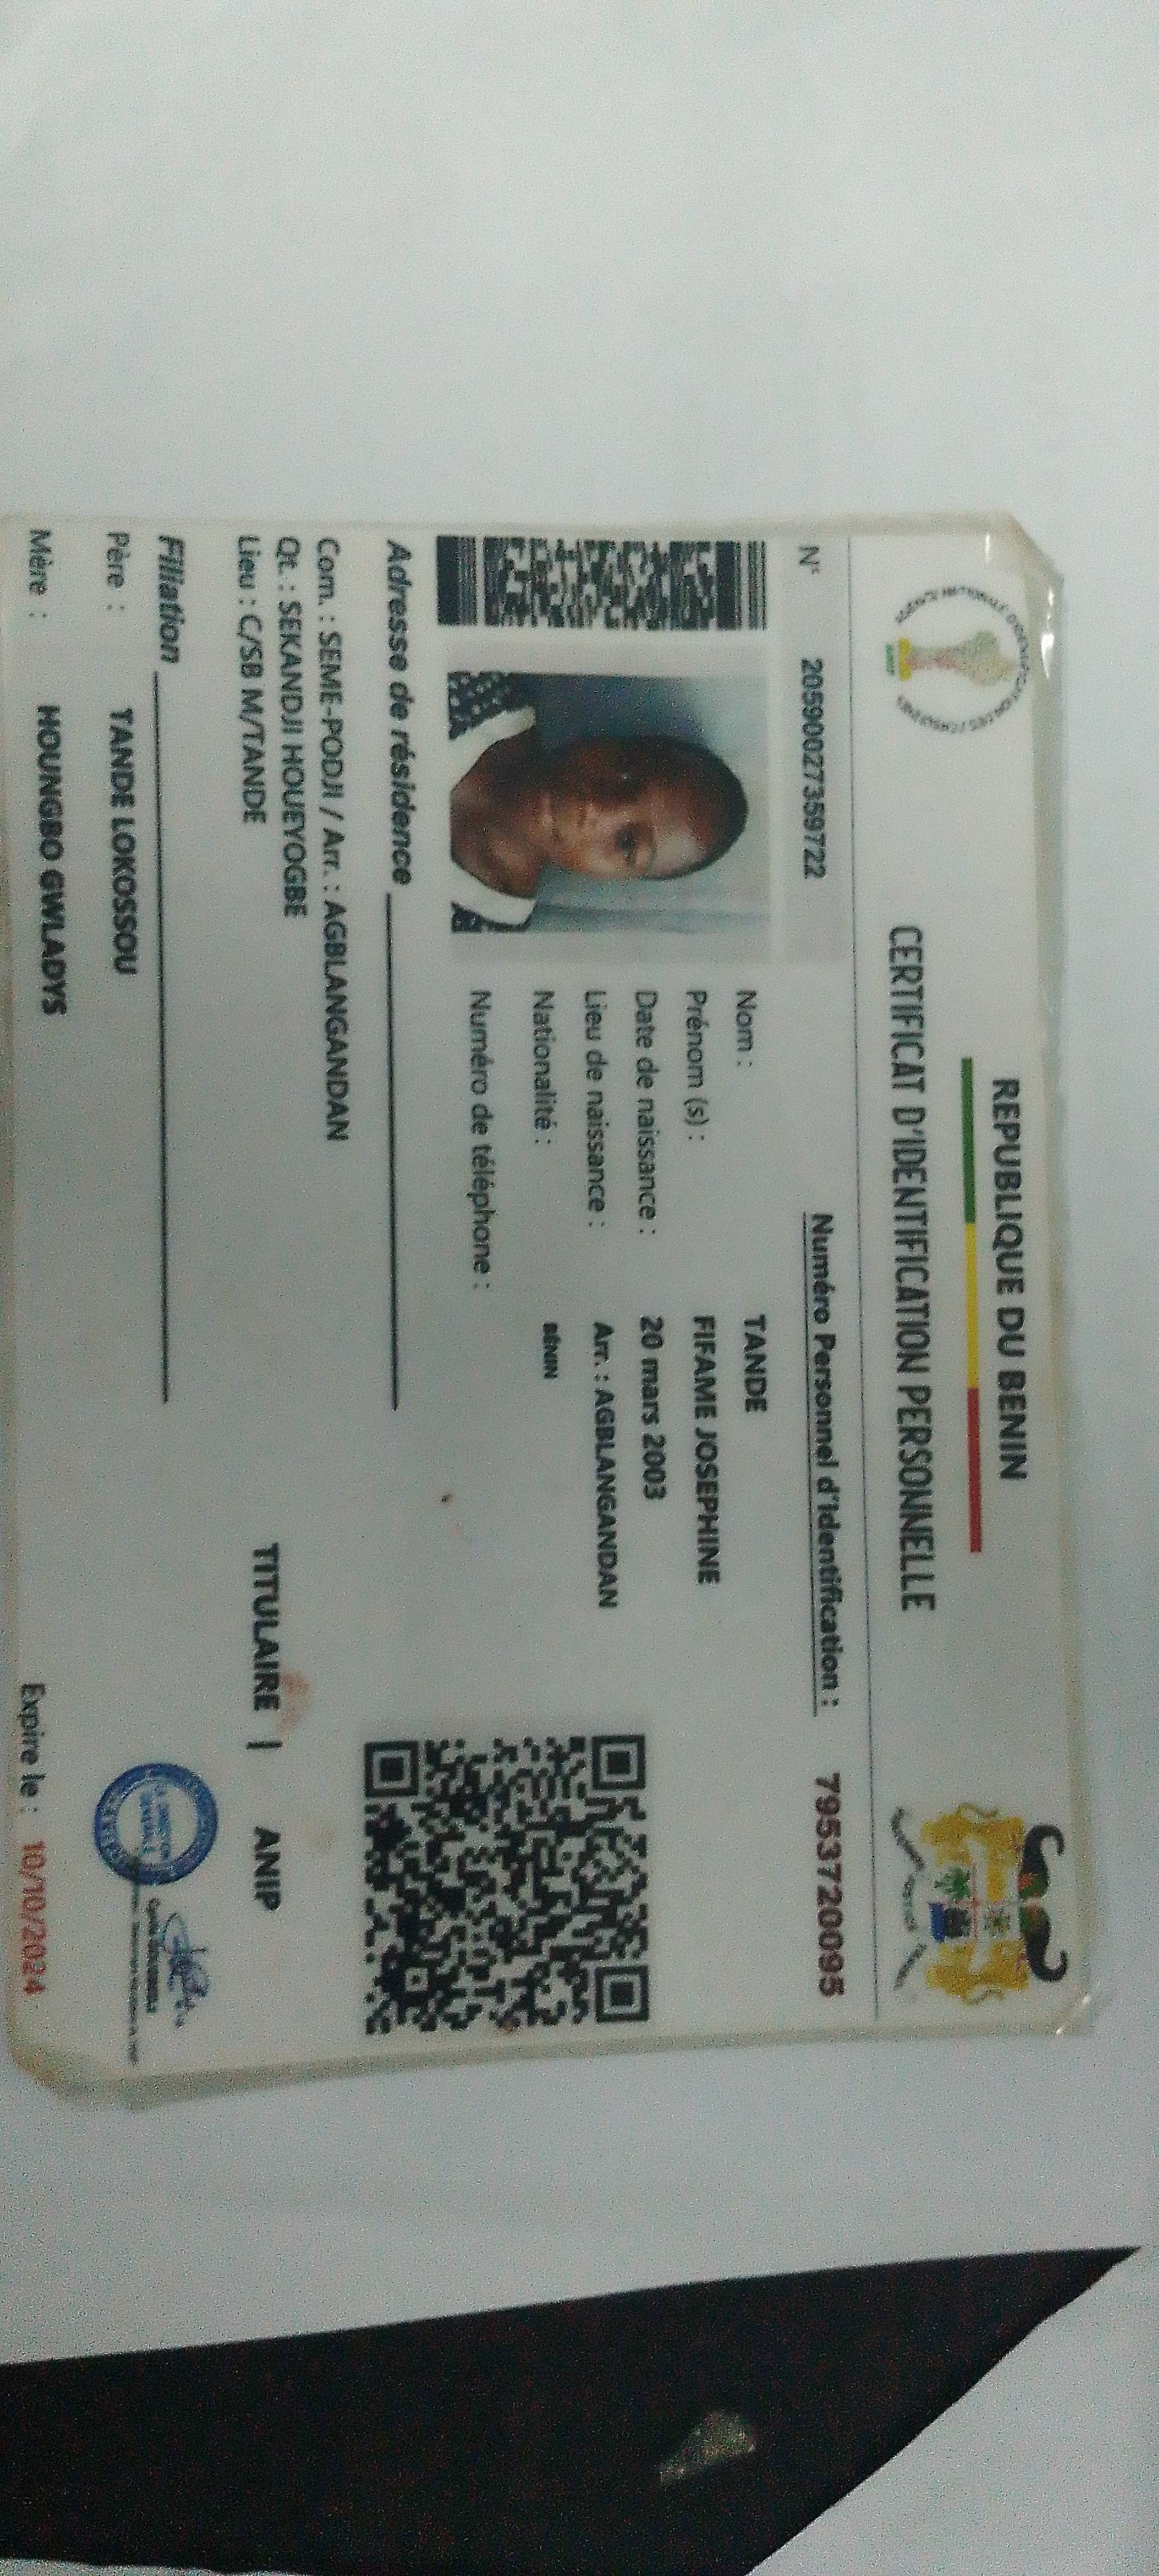 REPUBLIQUE DU BENIN
CERTIFICAT D'IDENTIFICATION PERSONNELLE
N° 2059002735972​2 Numéro Personnel d'Identification : 7953720095
Nom : TANDE
Prénom (s) : FIFAME JOSEPHINE
Date de naissance : 20 mars 2003
Lieu de naissance : Arr. : AGBLANGANDAN
Nationalité : BÉNIN
Numéro de téléphone :
Adresse de résidence
Com. : SEME-PODJI / Arr. : AGBLANGANDAN
Qt. : SEKANDJI HOUEYOGBE
Lieu : C/SB M/TANDE
TITULAIRE | ANIP
Filiation
Père : TANDE LOKOSSOU
Mère : HOUNGBO GWLADYS
Expire le : 10/10/2024